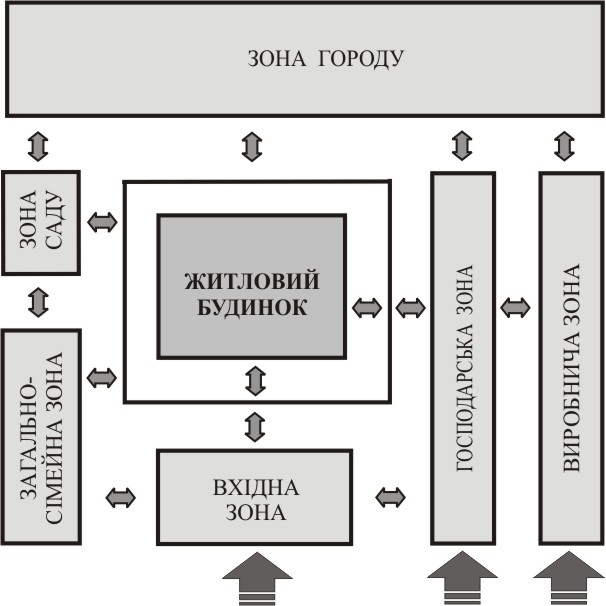 ЗОНА ГОРОДУ
ЗОНА
САДУ
ЖИТЛОВИЙ
БУДИНОК
ГОСПОДАРСЬКА ЗОНА
ВИРОБНИЧА ЗОНА
ЗАГАЛЬНО-
СІМЕЙНА ЗОНА
ВХІДНА
ЗОНА